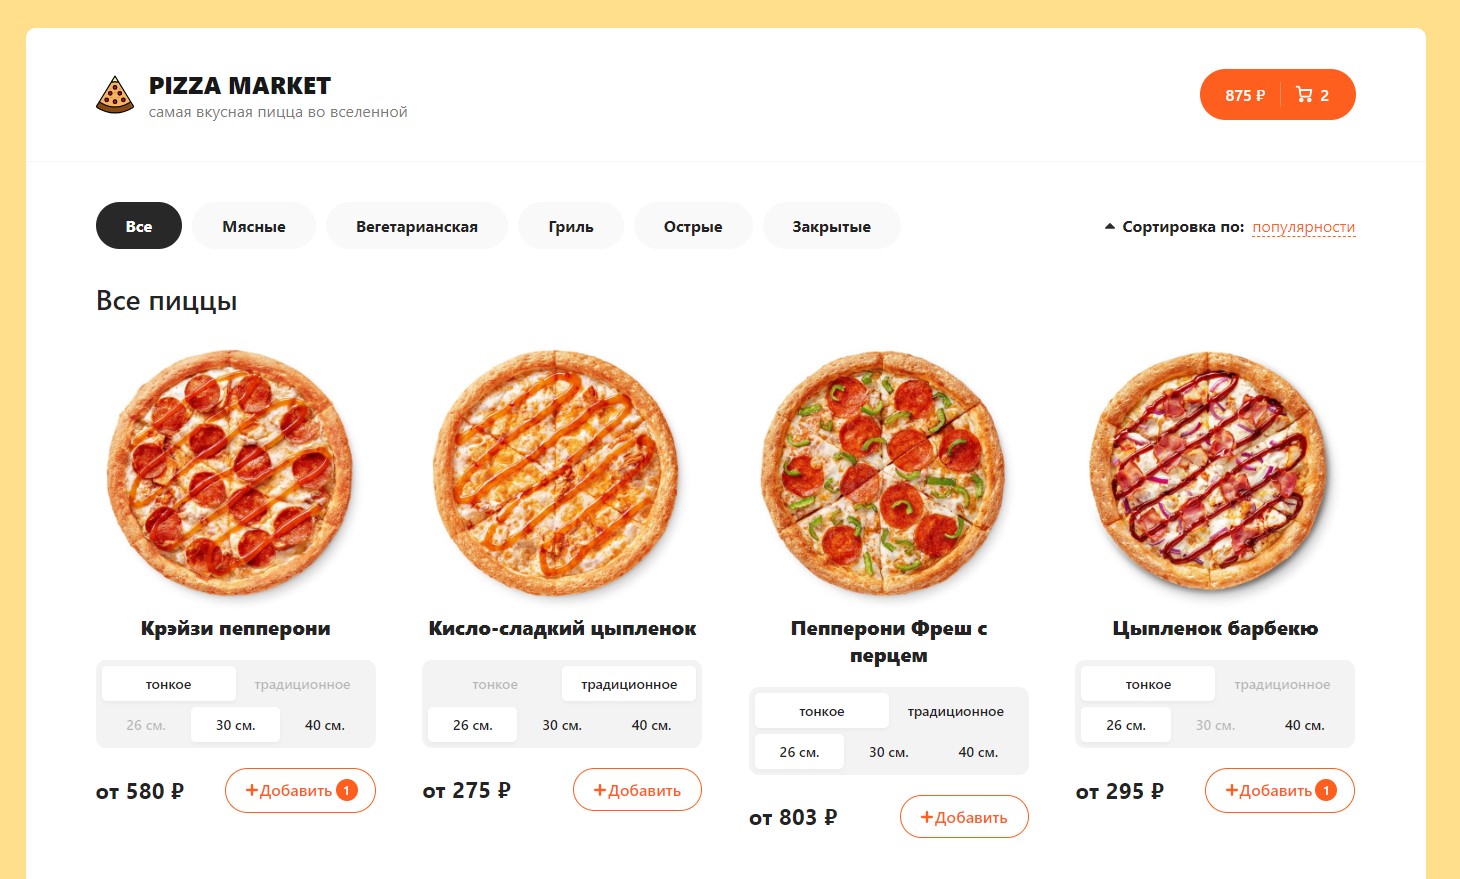 PIZZA MARKET
самая вкусная пицца во вселенной
875 ₽ 2
Все Мясные Вегетарианская Гриль Острые Закрытые
Сортировка по: популярности
Все пиццы
Крэйзи пепперони
тонкое традиционное
26 см. 30 см. 40 см.
от 580 ₽ +Добавить 1
Кисло-сладкий цыпленок
тонкое традиционное
26 см. 30 см. 40 см.
от 275 ₽ +Добавить
Пепперони Фреш с
перцем
тонкое традиционное
26 см. 30 см. 40 см.
от 803 ₽ +Добавить
Цыпленок барбекю
тонкое традиционное
26 см. 30 см. 40 см.
от 295 ₽ +Добавить 1